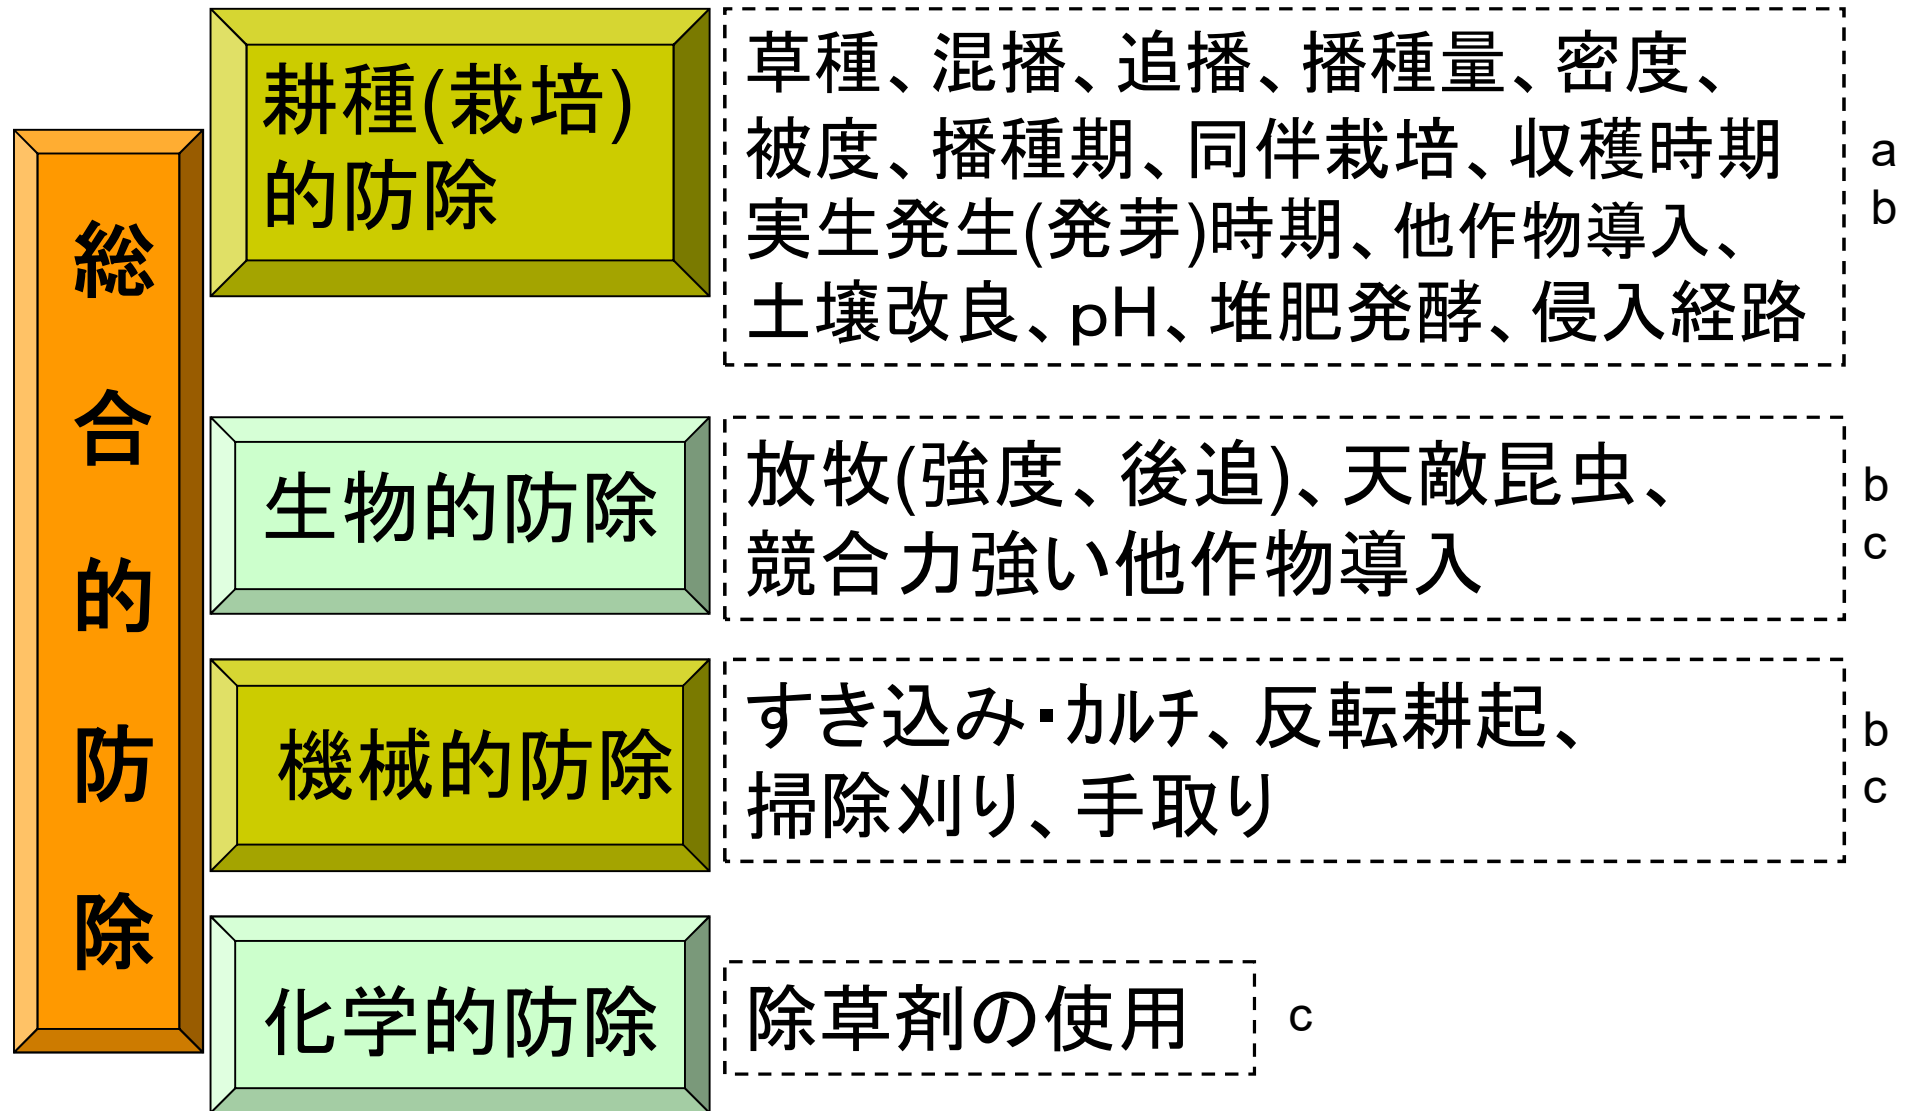 総合的防除
耕種(栽培)
的防除
草種、混播、追播、播種量、密度、
被度、播種期、同伴栽培、収穫時期
実生発生(発芽)時期、他作物導入、
土壌改良、pH、堆肥発酵、侵入経路
a
b
生物的防除
放牧(強度、後追)、天敵昆虫、
競合力強い他作物導入
b
c
機械的防除
すき込み・ｶﾙﾁ、反転耕起、
掃除刈り、手取り
b
c
化学的防除
除草剤の使用
c